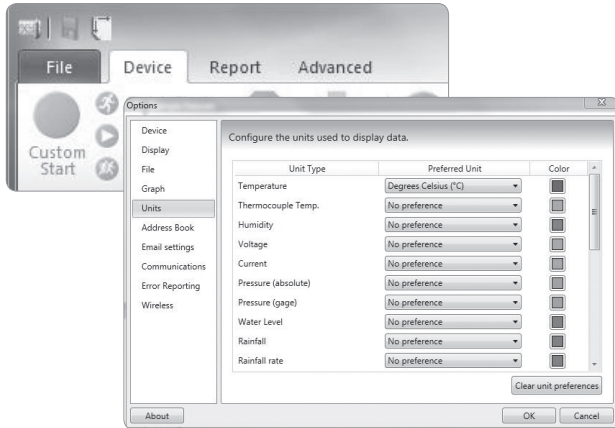 File Device Report Advanced
Custom
Start
Options
Device
Display
File
Graph
Units
Address Book
Email settings
Communications
Error Reporting
Wireless
Configure the units used to display data.
Unit Type Preferred Unit Color
Temperature Degrees Celsius (°C)
Thermocouple Temp. No preference
Humidity No preference
Voltage No preference
Current No preference
Pressure (absolute) No preference
Pressure (gage) No preference
Water Level No preference
Rainfall No preference
Rainfall rate No preference
Clear unit preferences
About OK Cancel